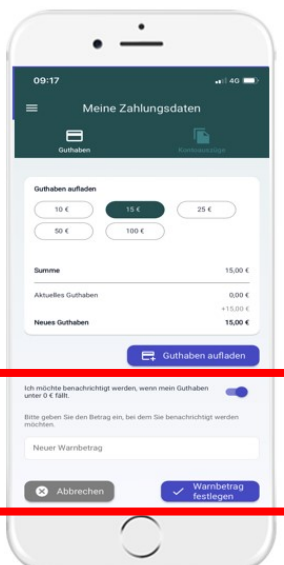 09:17
4G
Meine Zahlungsdaten
Guthaben
Kontoauszüge
Guthaben aufladen
10 €
15 €
25 €
50 €
100 €
Summe 15,00 €
Aktuelles Guthaben 0,00 €
+15,00 €
Neues Guthaben 15,00 €
Guthaben aufladen
Ich möchte benachrichtigt werden, wenn mein Guthaben
unter 0 € fällt.
Bitte geben Sie den Betrag ein, bei dem Sie benachrichtigt werden
möchten.
Neuer Warnbetrag
Abbrechen
Warnbetrag
festlegen